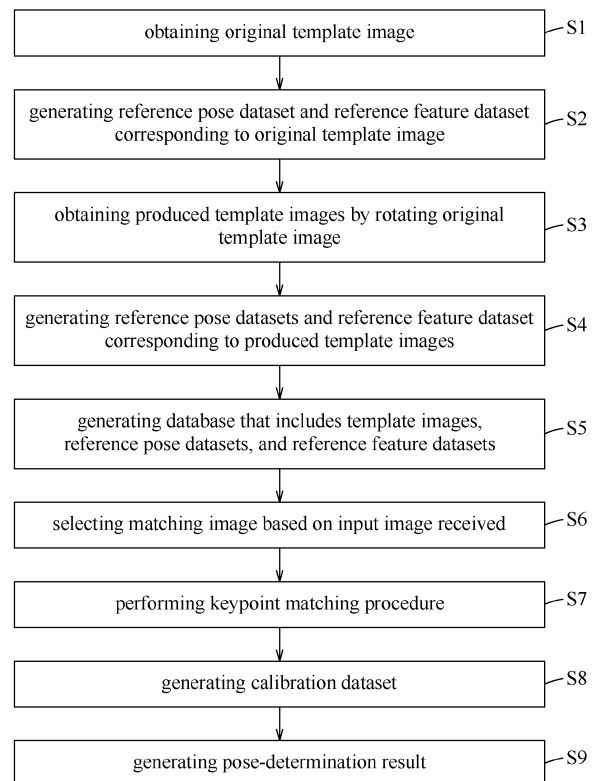 obtaining original template image
S1
generating reference pose dataset and reference feature dataset
corresponding to original template image
S2
obtaining produced template images by rotating original
template image
S3
generating reference pose datasets and reference feature dataset
corresponding to produced template images
S4
generating database that includes template images,
reference pose datasets, and reference feature datasets
S5
selecting matching image based on input image received
S6
performing keypoint matching procedure
S7
generating calibration dataset
S8
generating pose-determination result
S9